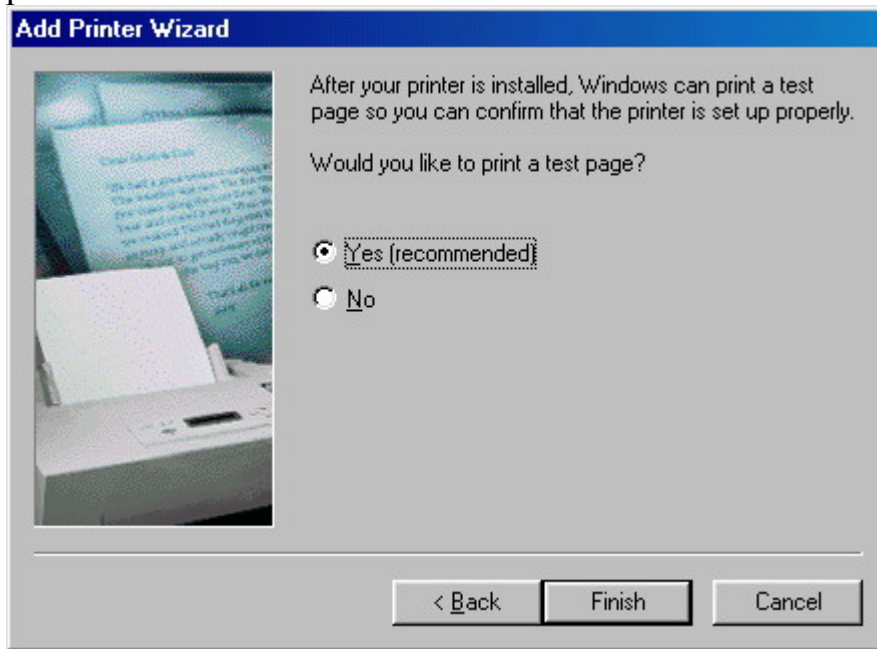 Add Printer Wizard
After your printer is installed, Windows can print a test
page so you can confirm that the printer is set up properly.
Would you like to print a test page?
Yes (recommended)
No
< Back
Finish
Cancel